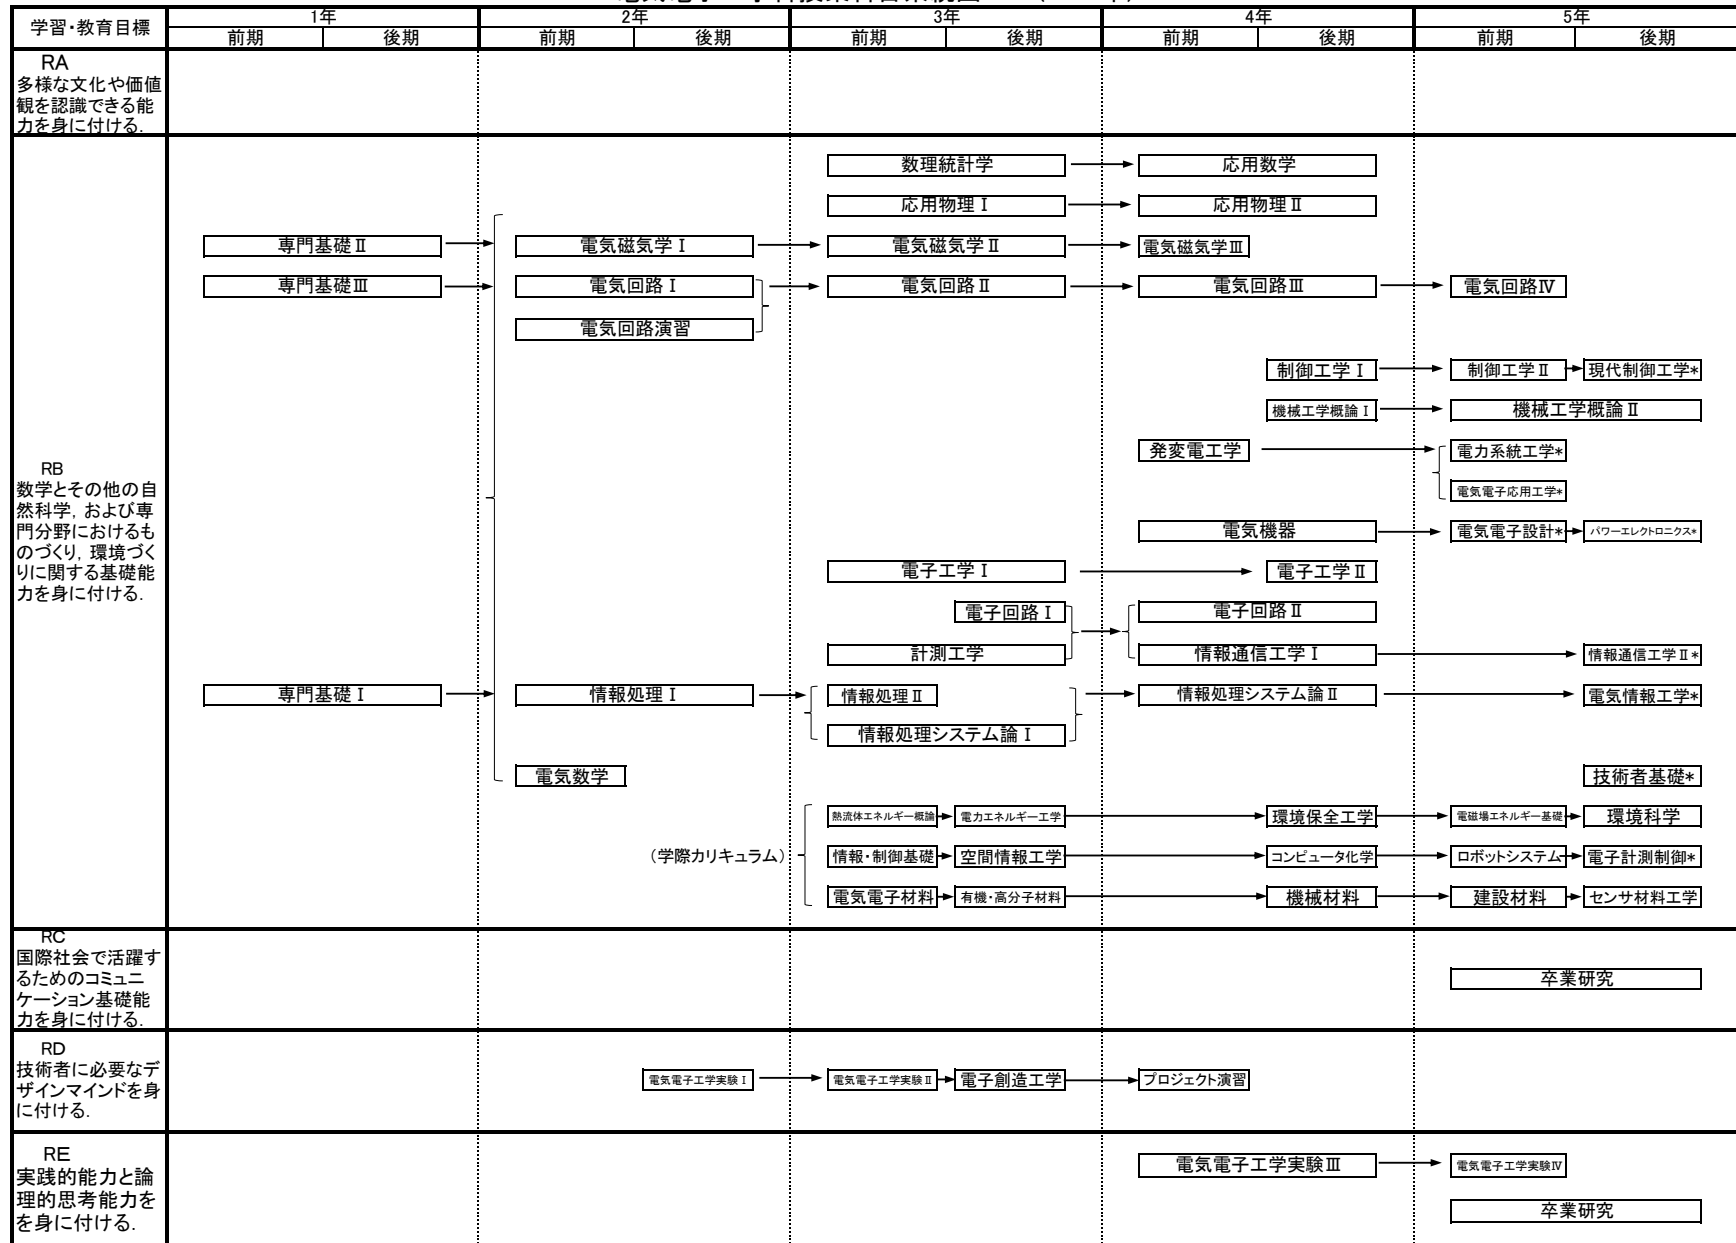 学習・教育目標
1年 2年 3年 4年 5年
前期 後期 前期 後期 前期 後期 前期 後期 前期 後期
RA
多様な文化や価値
観を認識できる能
力を身に付ける.
数理統計学 応用数学
応用物理Ⅰ 応用物理Ⅱ
専門基礎Ⅱ 電気磁気学Ⅰ 電気磁気学Ⅱ 電気磁気学Ⅲ
専門基礎Ⅲ 電気回路Ⅰ 電気回路Ⅱ 電気回路Ⅲ 電気回路Ⅳ
電気回路演習
制御工学Ⅰ 制御工学Ⅱ 現代制御工学*
機械工学概論Ⅰ 機械工学概論Ⅱ
発変電工学 電力系統工学*
電気電子応用工学*
RB
数学とその他の自
然科学, および専
門分野におけるも
のづくり, 環境づく
りに関する基礎能
力を身に付ける.
電気機器 電気電子設計* パワーエレクトロニクス*
電子工学Ⅰ 電子工学Ⅱ
電子回路Ⅰ 電子回路Ⅱ
計測工学 情報通信工学Ⅰ 情報通信工学Ⅱ*
専門基礎Ⅰ 情報処理Ⅰ 情報処理Ⅱ 情報処理システム論Ⅱ 電気情報工学*
情報処理システム論Ⅰ
電気数学 技術者基礎*
熱流体エネルギー概論 電力エネルギー工学 環境保全工学 電磁場エネルギー基礎 環境科学
(学際カリキュラム) 情報・制御基礎 空間情報工学 コンピュータ化学 ロボットシステム 電子計測制御*
電気電子材料 有機・高分子材料 機械材料 建設材料 センサ材料工学
RC
国際社会で活躍す
るためのコミュニ
ケーション基礎能
力を身に付ける.
卒業研究
RD
技術者に必要なデ
ザインマインドを身
に付ける.
電気電子工学実験Ⅰ 電気電子工学実験Ⅱ 電子創造工学 プロジェクト演習
RE
実践的能力と論
理的思考能力を
を身に付ける.
電気電子工学実験Ⅲ 電気電子工学実験Ⅳ
卒業研究